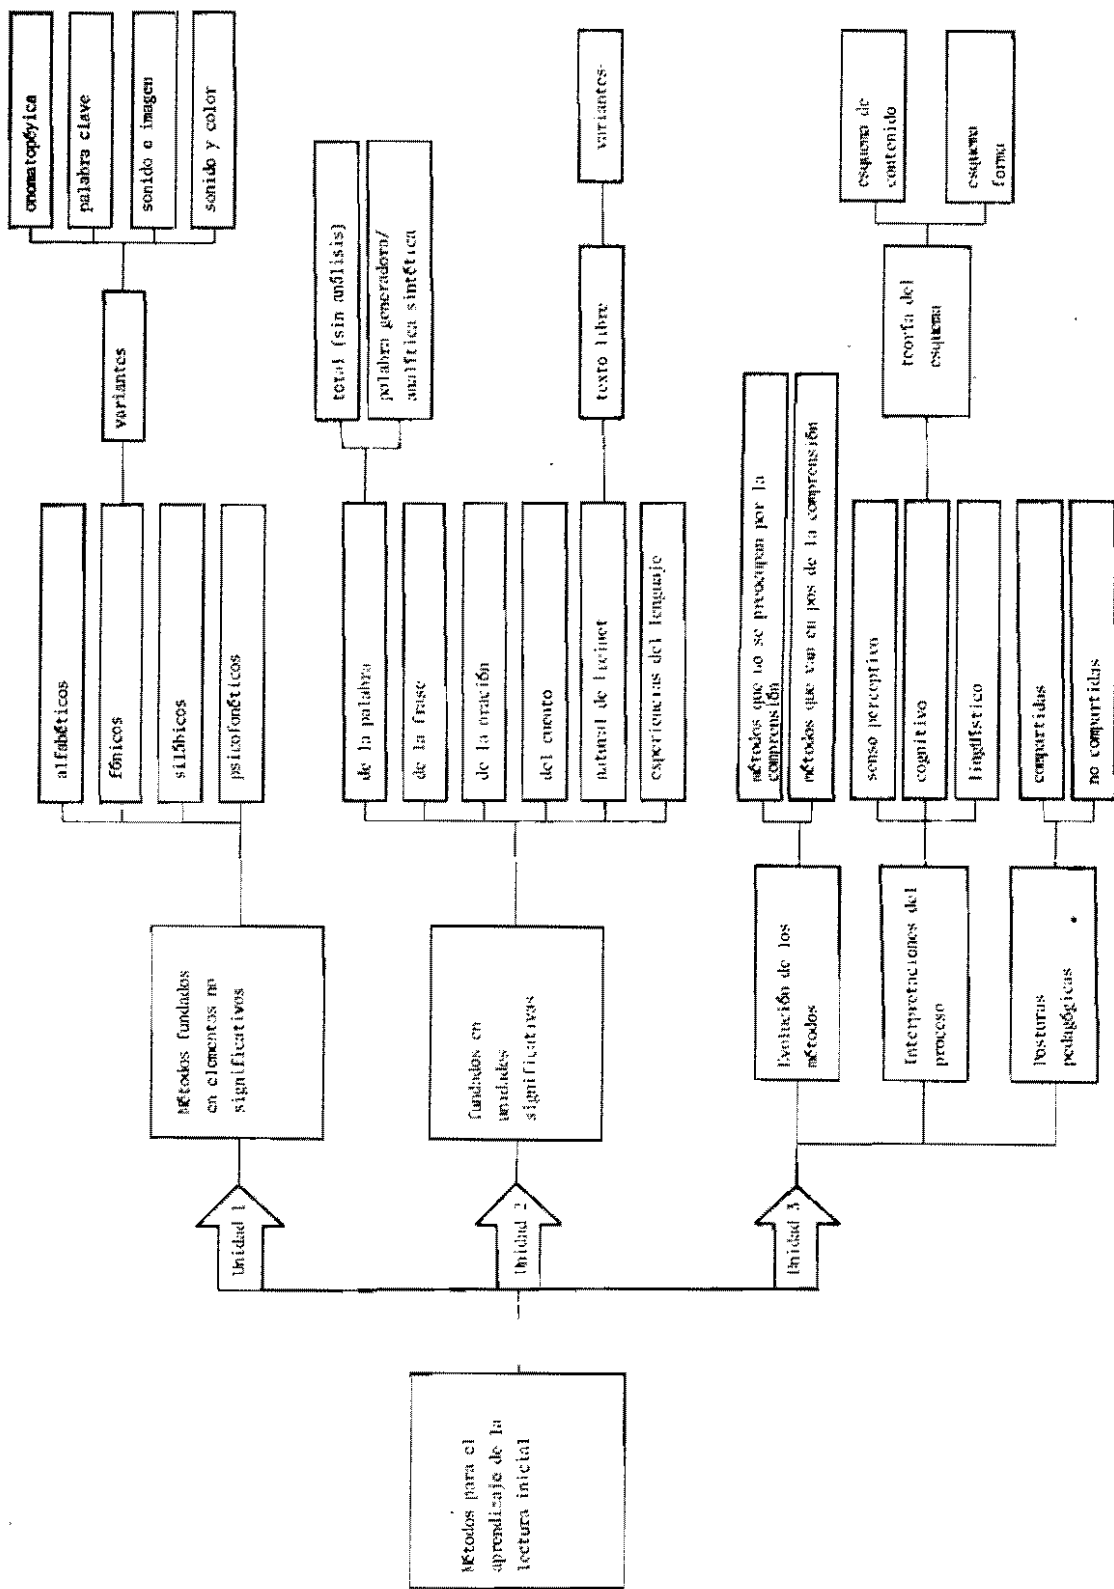 Métodos para el
aprendizaje de la
lectura inicial
Unidad 1
Métodos fundados
en elementos no
significativos
alfabéticos
fónicos
silábicos
psicofonéticos
variantes
onomatopéyica
palabra clave
sonido e imagen
sonido y color
Unidad 2
fundados en
unidades
significativas
de la palabra
de la frase
de la oración
del cuento
natural de
experiencias del lenguaje
total (sin análisis)
palabra generadora/
analítica sintética
texto libre
variantes-
Unidad 3
Evolución de los
métodos
métodos que no se preocupan por la
comprensión
métodos que van en pos de la comprensión
Interpretaciones del
proceso
senso perceptivo
cognitivo
lingüístico
teoría del
esquema
esquema de
contenido
esquema
forma
Posturas
pedagógicas
compartidas
no compartidas